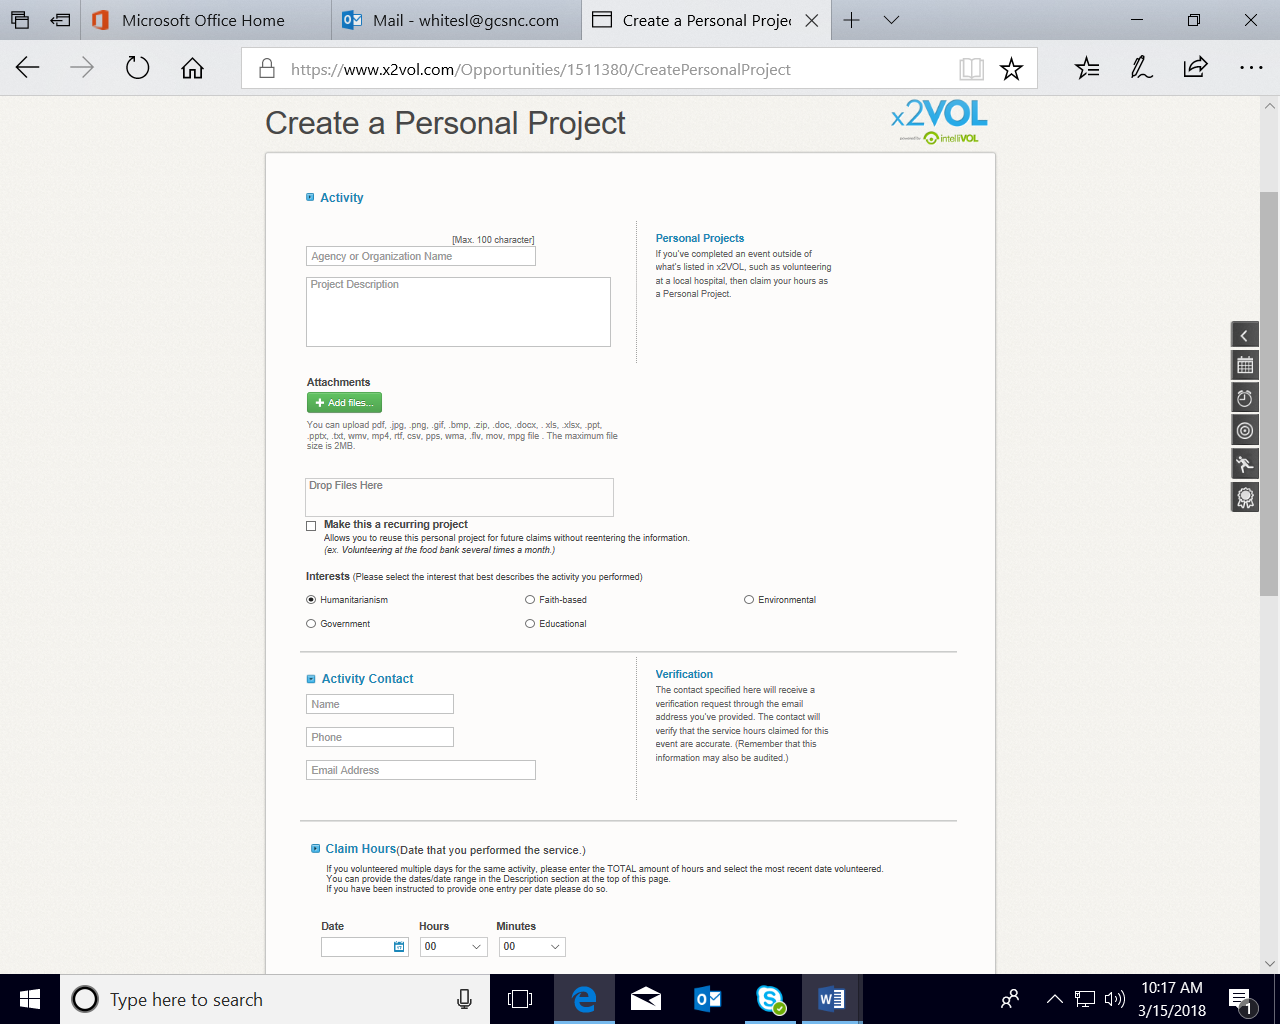 Microsoft Office Home
Mail - whitesl@gcsnc.com
Create a Personal Projec
https://www.x2vol.com/Opportunities/1511380/CreatePersonalProject
Create a Personal Project
x2VOL
powered by intelliVOL
Activity
[Max. 100 character]
Agency or Organization Name
Project Description
Personal Projects
If you've completed an event outside of
what's listed in x2VOL, such as volunteering
at a local hospital, then claim your hours as
a Personal Project.
Attachments
+ Add files...
You can upload pdf, .jpg, .png, .gif, .bmp, .zip, .doc, .docx, . xls, .xlsx, .ppt,
.pptx, .txt, wmv, mp4, rtf, csv, pps, wma, .flv, mov, mpg file . The maximum file
size is 2MB.
Drop Files Here
Make this a recurring project
Allows you to reuse this personal project for future claims without reentering the information.
(ex. Volunteering at the food bank several times a month.)
Interests (Please select the interest that best describes the activity you performed)
Humanitarianism
Faith-based
Environmental
Government
Educational
Activity Contact
Name
Phone
Email Address
Verification
The contact specified here will receive a
verification request through the email
address you've provided. The contact will
verify that the service hours claimed for this
event are accurate. (Remember that this
information may also be audited.)
Claim Hours(Date that you performed the service.)
If you volunteered multiple days for the same activity, please enter the TOTAL amount of hours and select the most recent date volunteered.
You can provide the dates/date range in the Description section at the top of this page.
If you have been instructed to provide one entry per date please do so.
Date Hours Minutes
00 00
Type here to search
10:17 AM
3/15/2018
1